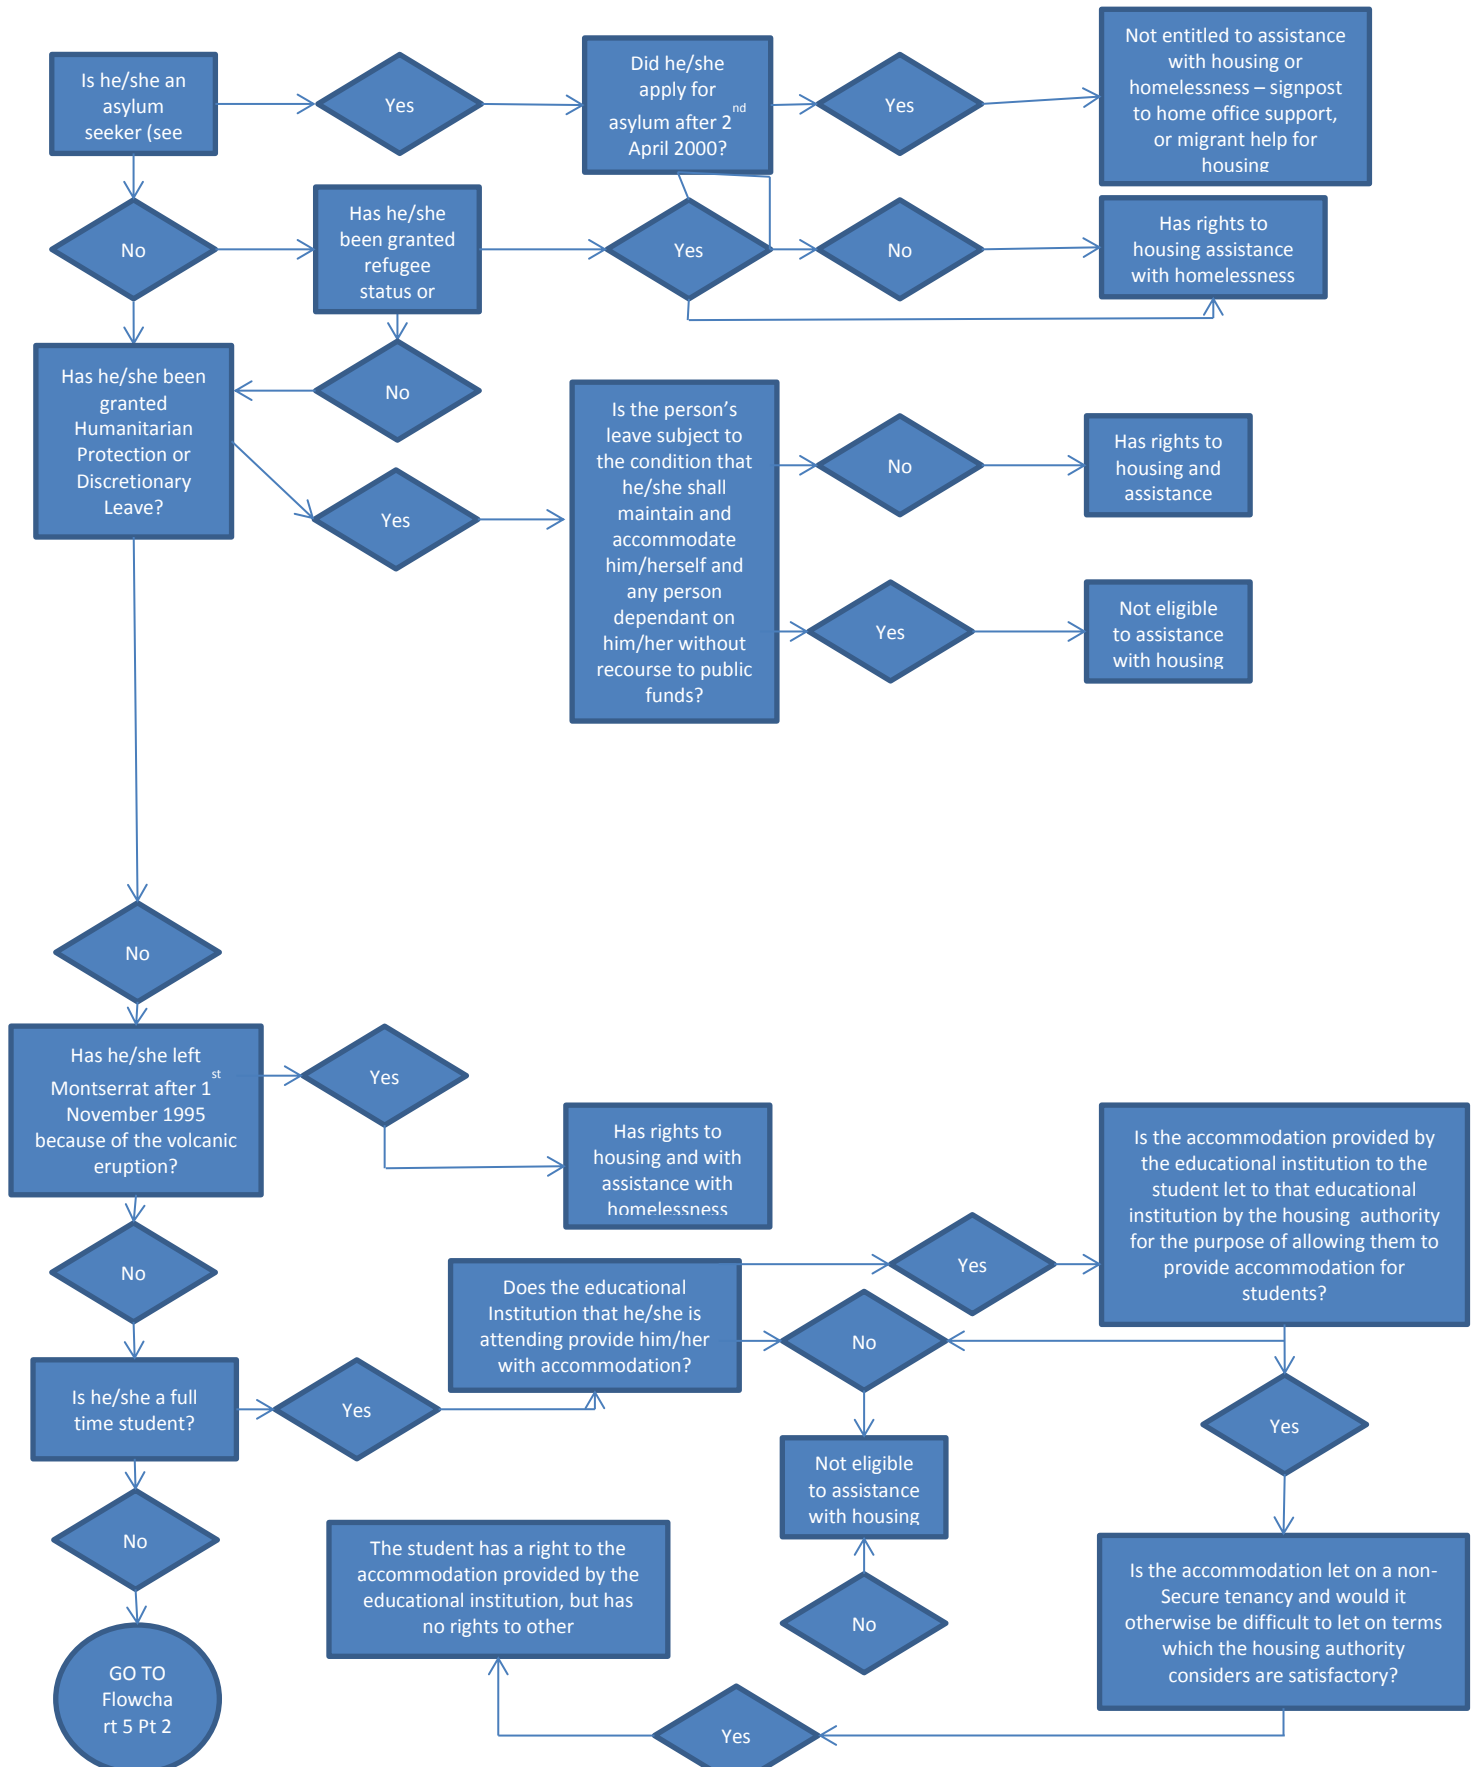 Is he/she an
asylum
seeker (see
Yes
Did he/she
apply for
asylum after 2nd
April 2000?
Yes
Not entitled to assistance
with housing or
homelessness – signpost
to home office support,
or migrant help for
housing
No
Has he/she
been granted
refugee
status or
Yes
No
Has rights to
housing assistance
with homelessness
Has he/she been
granted
Humanitarian
Protection or
Discretionary
Leave?
No
Yes
Is the person’s
leave subject to
the condition that
he/she shall
maintain and
accommodate
him/herself and
any person
dependant on
him/her without
recourse to public
funds?
No
Has rights to
housing and
assistance
Yes
Not eligible
to assistance
with housing
No
Has he/she left
Montserrat after 1st
November 1995
because of the volcanic
eruption?
Yes
Has rights to
housing and with
assistance with
homelessness
No
Is he/she a full
time student?
Yes
Does the educational
Institution that he/she is
attending provide him/her
with accommodation?
Yes
Is the accommodation provided by
the educational institution to the
student let to that educational
institution by the housing  authority
for the purpose of allowing them to
provide accommodation for
students?
No
Yes
Not eligible
to assistance
with housing
No
Is the accommodation let on a non-
Secure tenancy and would it
otherwise be difficult to let on terms
which the housing authority
considers are satisfactory?
Yes
The student has a right to the
accommodation provided by the
educational institution, but has
no rights to other
No
GO TO
Flowcha
rt 5 Pt 2